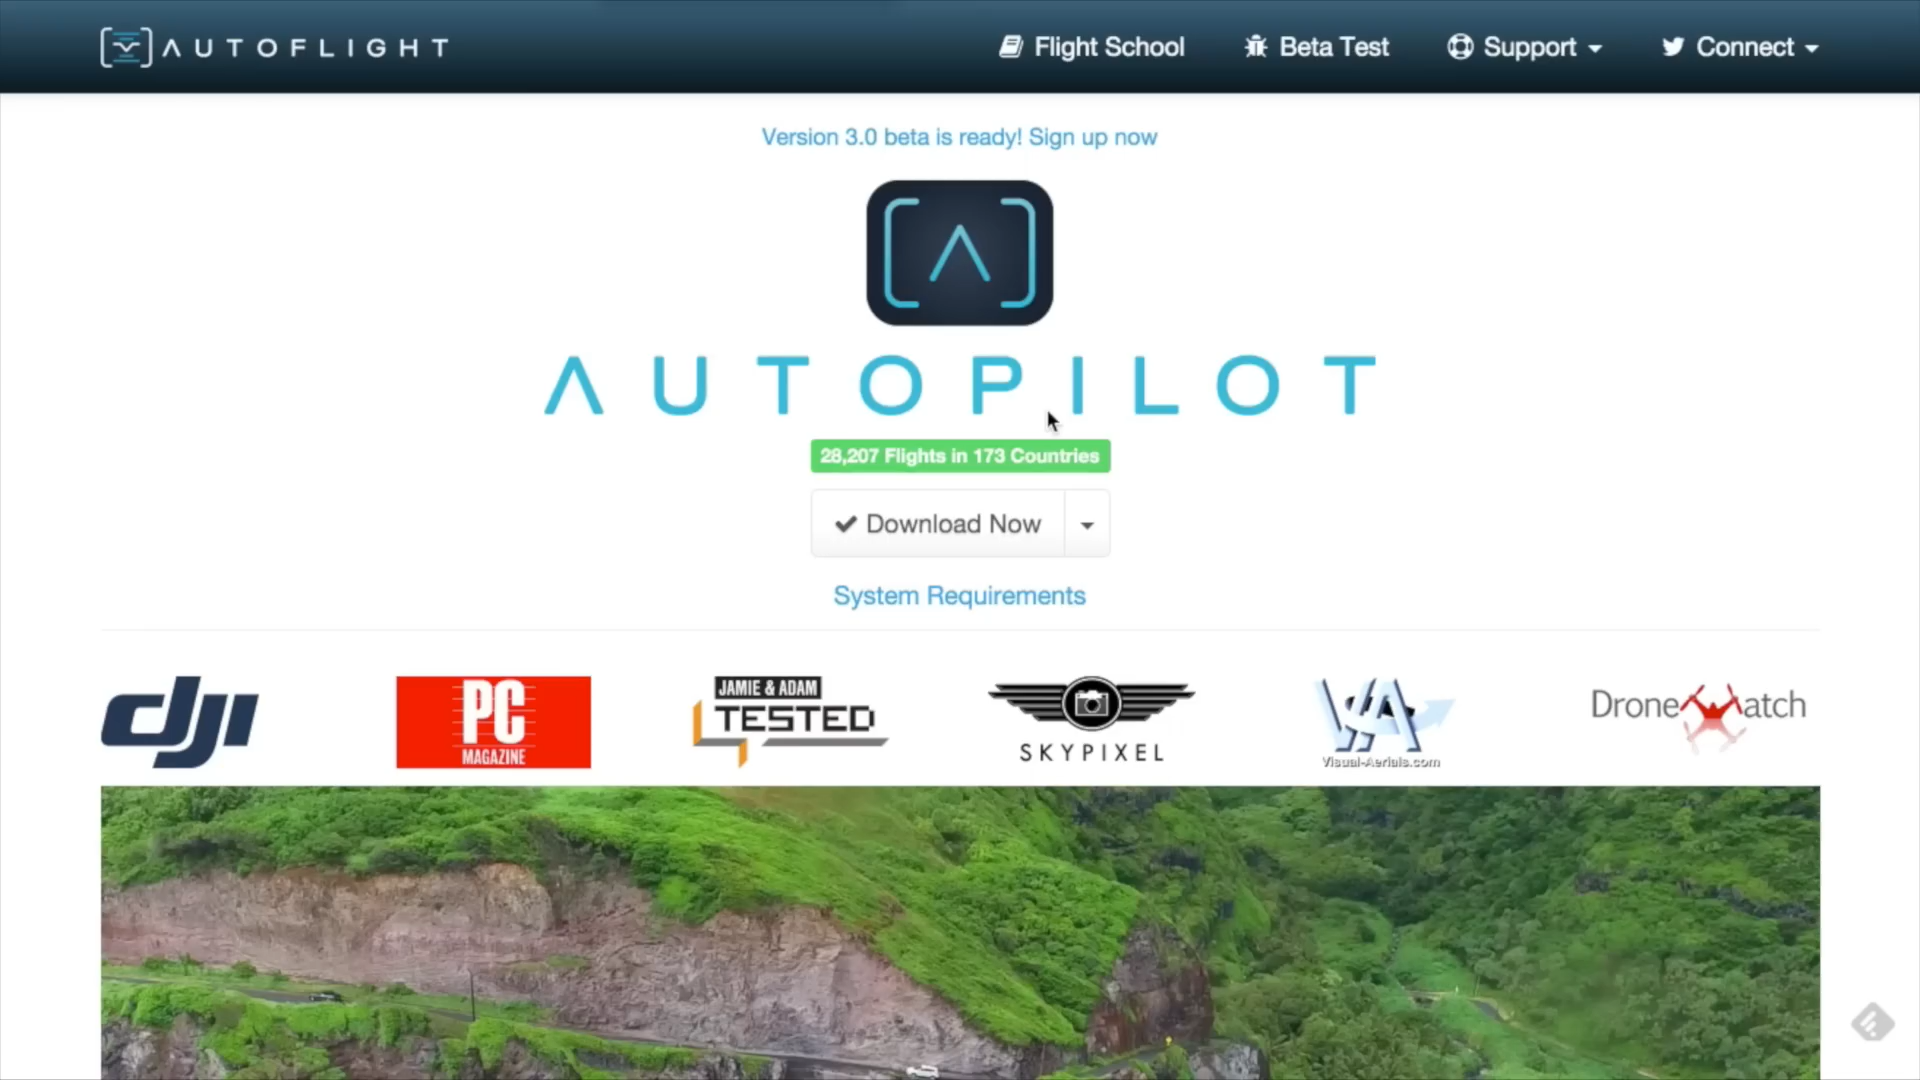 AUTOFLIGHT
Flight School
Beta Test
Support
Connect
Version 3.0 beta is ready! Sign up now
AUTOPILOT
28,207 Flights in 173 Countries
Download Now
System Requirements
dji
PC
MAGAZINE
JAMIE & ADAM
TESTED
SKYPIXEL
VA
Visual-Aerials.com
DroneWatch